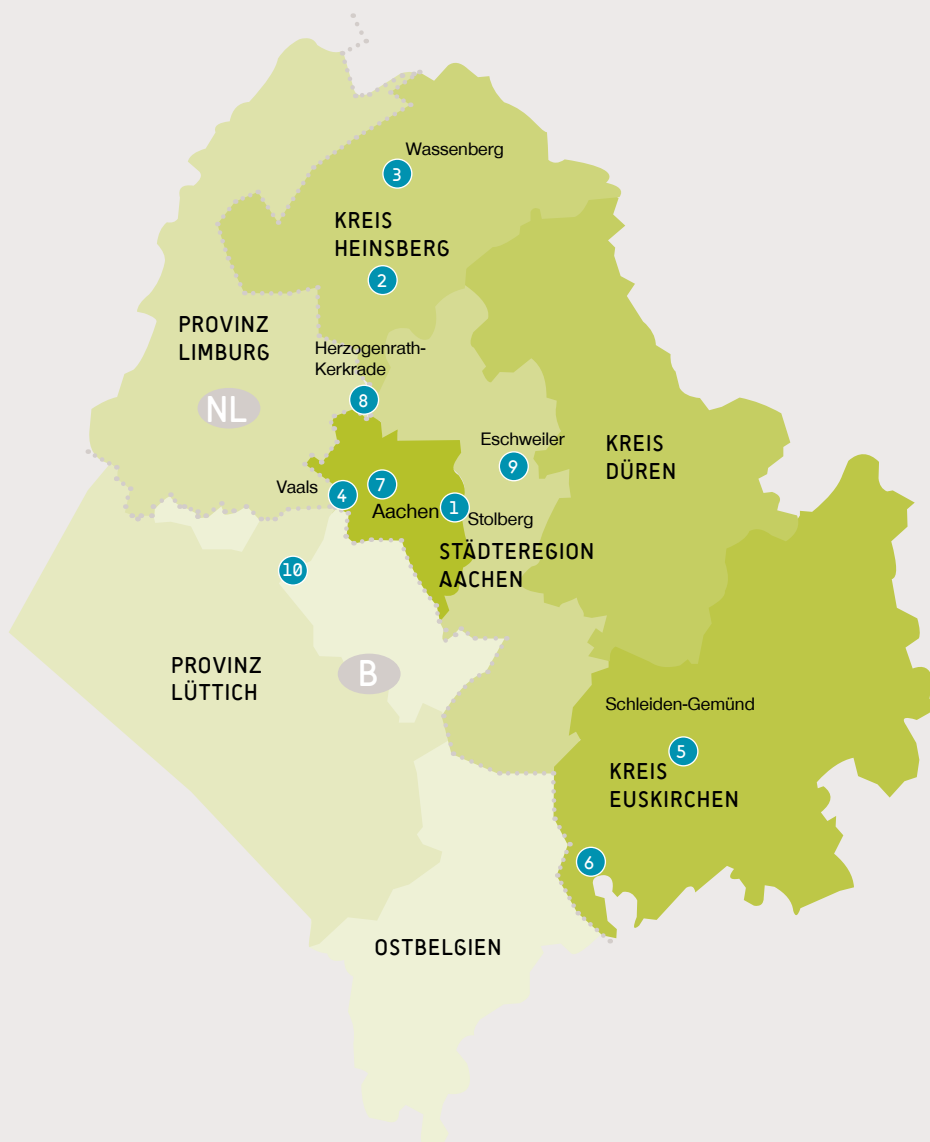 Wassenberg
3
KREIS
HEINSBERG
2
PROVINZ
LIMBURG
Herzogenrath-
Kerkrade
NL
8
Eschweiler
9
KREIS
DÜREN
Vaals
4
7
Aachen
1
Stolberg
STÄDTEREGION
AACHEN
10
PROVINZ
LÜTTICH
B
Schleiden-Gemünd
5
KREIS
EUSKIRCHEN
6
OSTBELGIEN